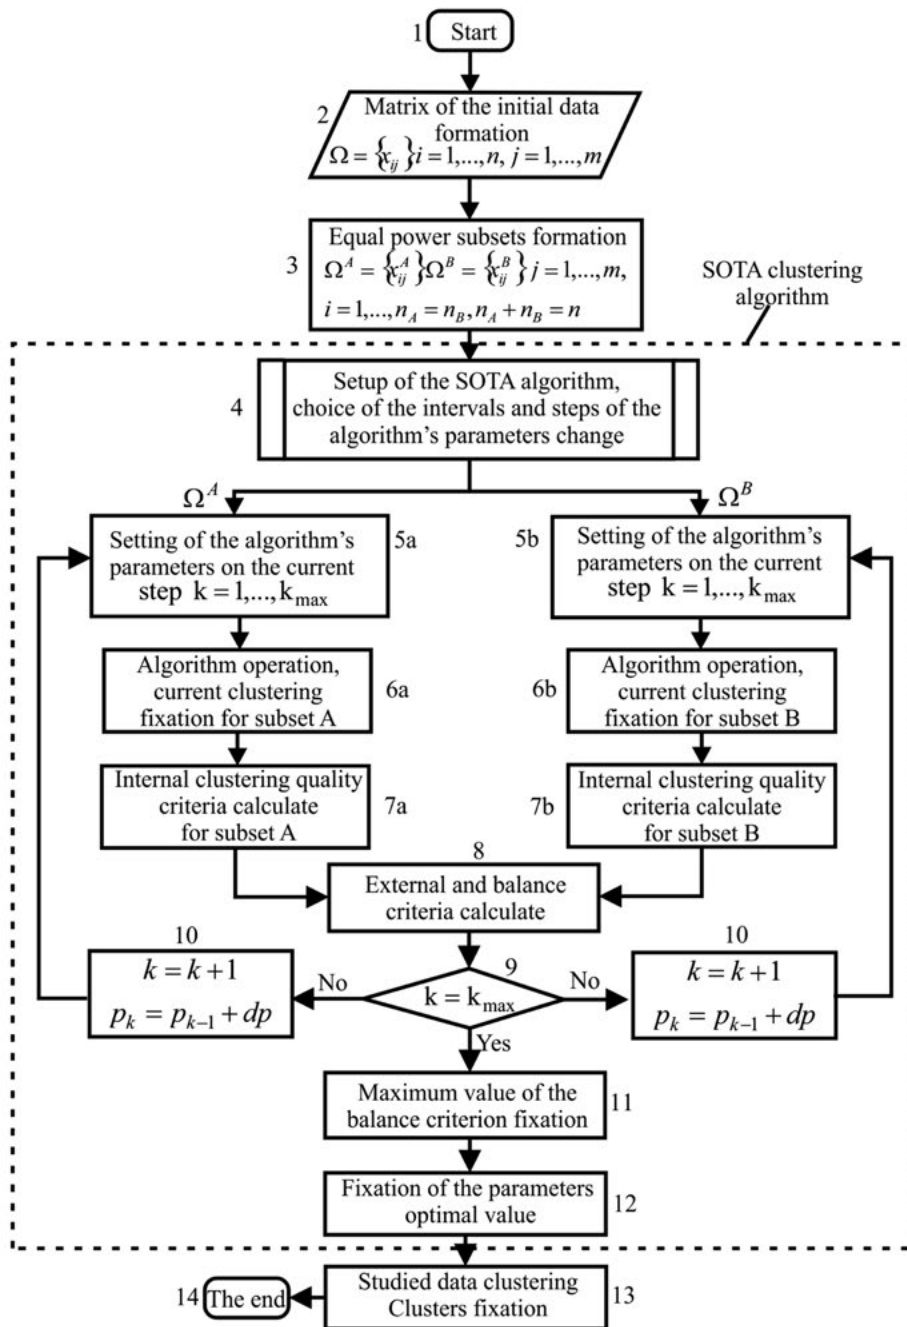 1
Start
2
Matrix of the initial data
formation
Ω = {x_ij} i = 1,...,n, j = 1,...,m
3
Equal power subsets formation
Ω^A = {x_ij^A} Ω^B = {x_ij^B} j = 1,...,m,
i = 1,...,n_A = n_B, n_A + n_B = n
SOTA clustering
algorithm
4
Setup of the SOTA algorithm,
choice of the intervals and steps of the
algorithm's parameters change
Ω^A
Ω^B
Setting of the algorithm's
parameters on the current
step k = 1,...,k_max
5a
5b
Setting of the algorithm's
parameters on the current
step k = 1,...,k_max
Algorithm operation,
current clustering
fixation for subset A
6a
6b
Algorithm operation,
current clustering
fixation for subset B
Internal clustering quality
criteria calculate
for subset A
7a
7b
Internal clustering quality
criteria calculate
for subset B
8
External and balance
criteria calculate
10
k = k + 1
p_k = p_{k-1} + dp
No
9
k = k_max
No
10
k = k + 1
p_k = p_{k-1} + dp
Yes
Maximum value of the
balance criterion fixation
11
Fixation of the parameters
optimal value
12
Studied data clustering
Clusters fixation
13
14
The end